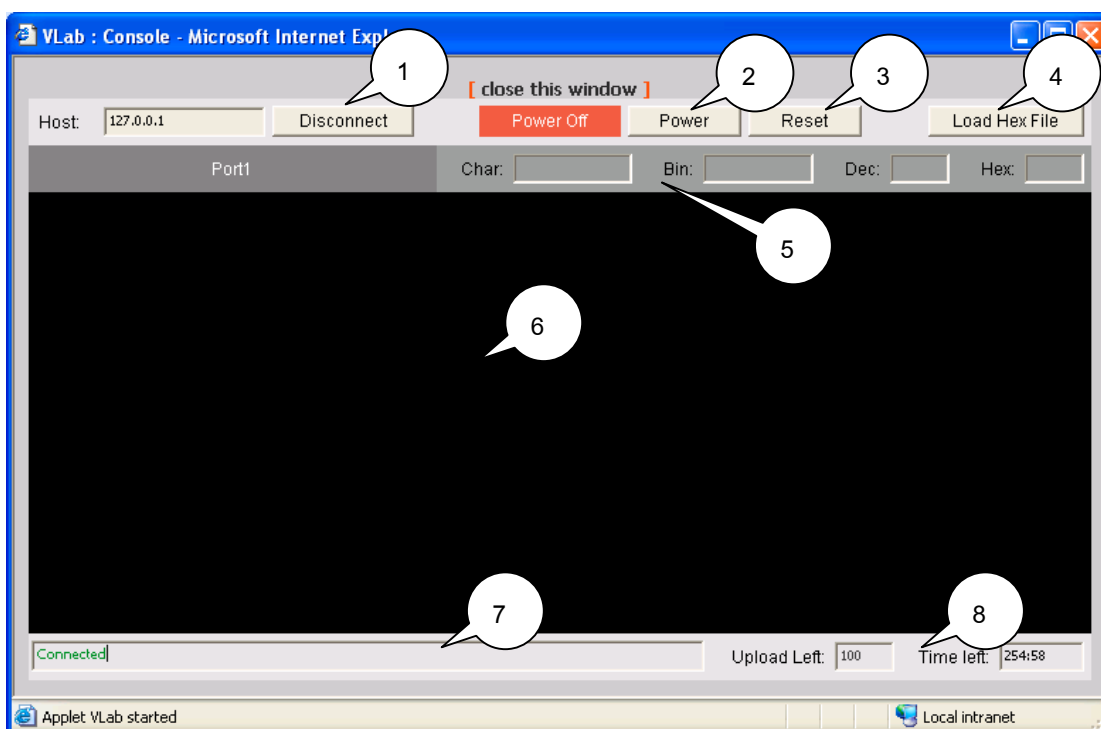 VLab : Console - Microsoft Internet Exp
1
2
3
4
[ close this window ]
Host: 127.0.0.1 Disconnect Power Off Power Reset Load Hex File
Port1 Char: Bin: Dec: Hex:
5
6
7
8
Connected Upload Left: 100 Time left: 254:58
Applet VLab started Local intranet